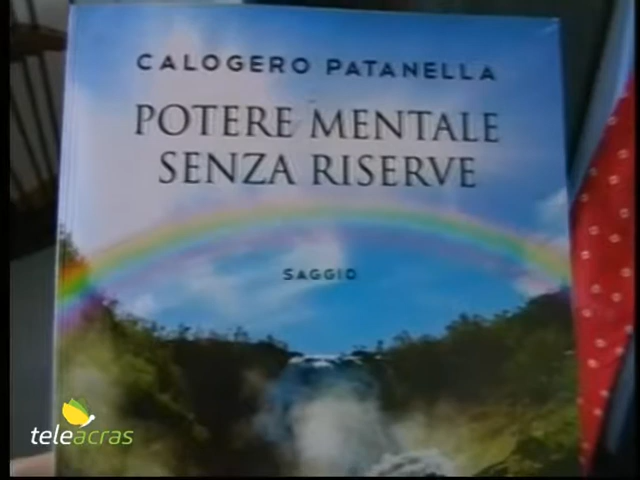 CALOGERO PATANELLA
POTERE MENTALE
SENZA RISERVE
SAGGIO
teleacras